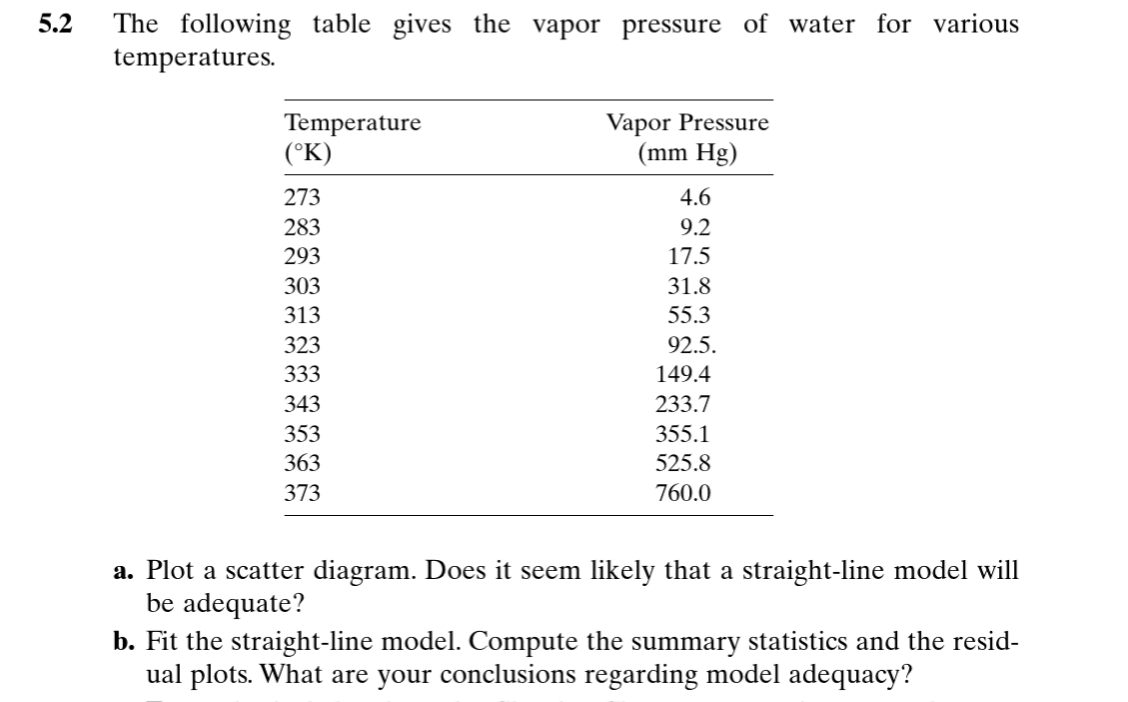 5.2 The following table gives the vapor pressure of water for various
temperatures.
Temperature Vapor Pressure
(°K) (mm Hg)
273 4.6
283 9.2
293 17.5
303 31.8
313 55.3
323 92.5.
333 149.4
343 233.7
353 355.1
363 525.8
373 760.0
a. Plot a scatter diagram. Does it seem likely that a straight-line model will
be adequate?
b. Fit the straight-line model. Compute the summary statistics and the resid-
ual plots. What are your conclusions regarding model adequacy?